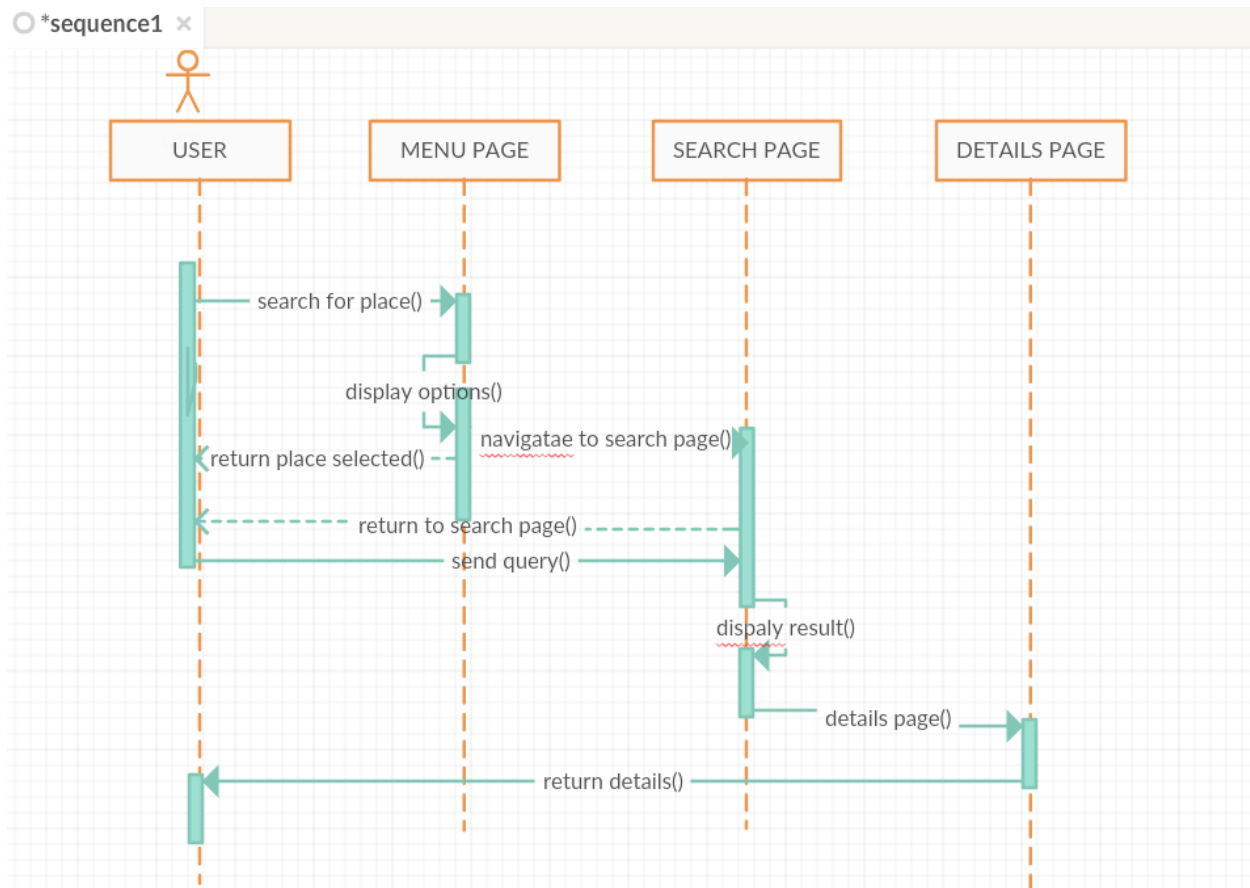 *sequence1
USER
MENU PAGE
SEARCH PAGE
DETAILS PAGE
search for place()
display options()
navigatae to search page()
return place selected()
return to search page()
send query()
dispaly result()
details page()
return details()